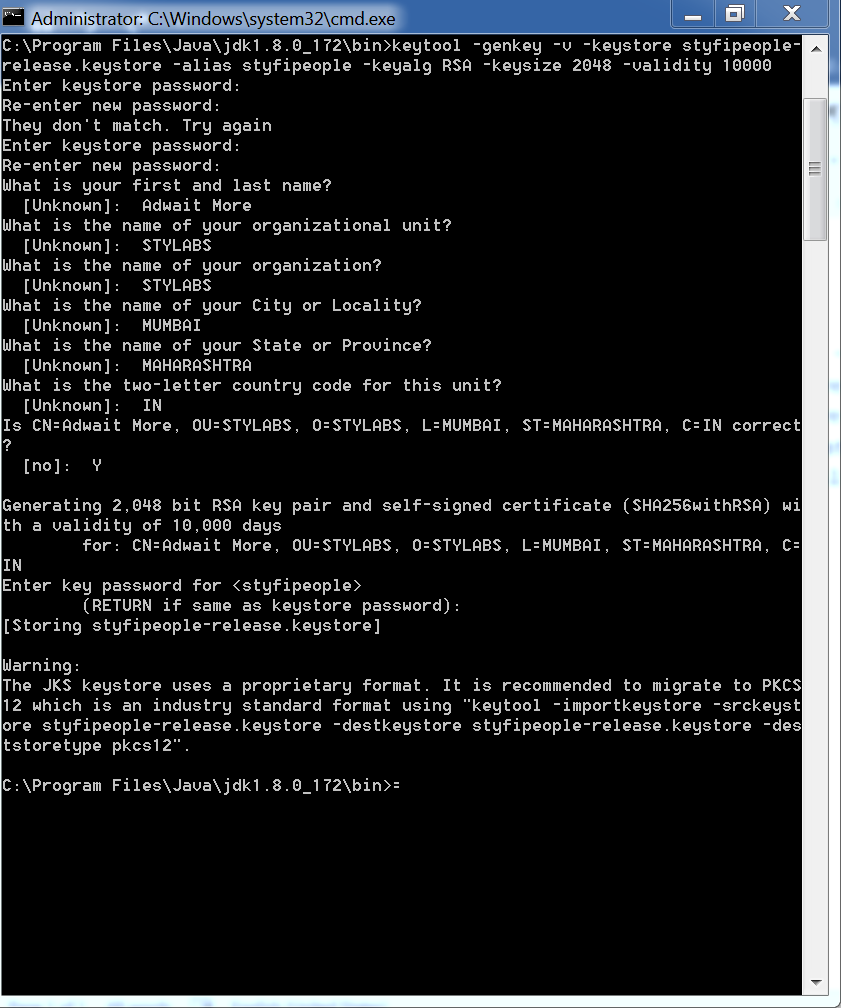 Administrator: C:\Windows\system32\cmd.exe
C:\Program Files\Java\jdk1.8.0_172\bin>keytool -genkey -v -keystore styfipeople-
release.keystore -alias styfipeople -keyalg RSA -keysize 2048 -validity 10000
Enter keystore password:
Re-enter new password:
They don't match. Try again
Enter keystore password:
Re-enter new password:
What is your first and last name?
  [Unknown]:  Adwait More
What is the name of your organizational unit?
  [Unknown]:  STYLABS
What is the name of your organization?
  [Unknown]:  STYLABS
What is the name of your City or Locality?
  [Unknown]:  MUMBAI
What is the name of your State or Province?
  [Unknown]:  MAHARASHTRA
What is the two-letter country code for this unit?
  [Unknown]:  IN
Is CN=Adwait More, OU=STYLABS, O=STYLABS, L=MUMBAI, ST=MAHARASHTRA, C=IN correct
?
  [no]:  Y
Generating 2,048 bit RSA key pair and self-signed certificate (SHA256withRSA) wi
th a validity of 10,000 days
        for: CN=Adwait More, OU=STYLABS, O=STYLABS, L=MUMBAI, ST=MAHARASHTRA, C=
IN
Enter key password for <styfipeople>
        (RETURN if same as keystore password):
[Storing styfipeople-release.keystore]
Warning:
The JKS keystore uses a proprietary format. It is recommended to migrate to PKCS
12 which is an industry standard format using "keytool -importkeystore -srckeyst
ore styfipeople-release.keystore -destkeystore styfipeople-release.keystore -des
tstoretype pkcs12".
C:\Program Files\Java\jdk1.8.0_172\bin>=